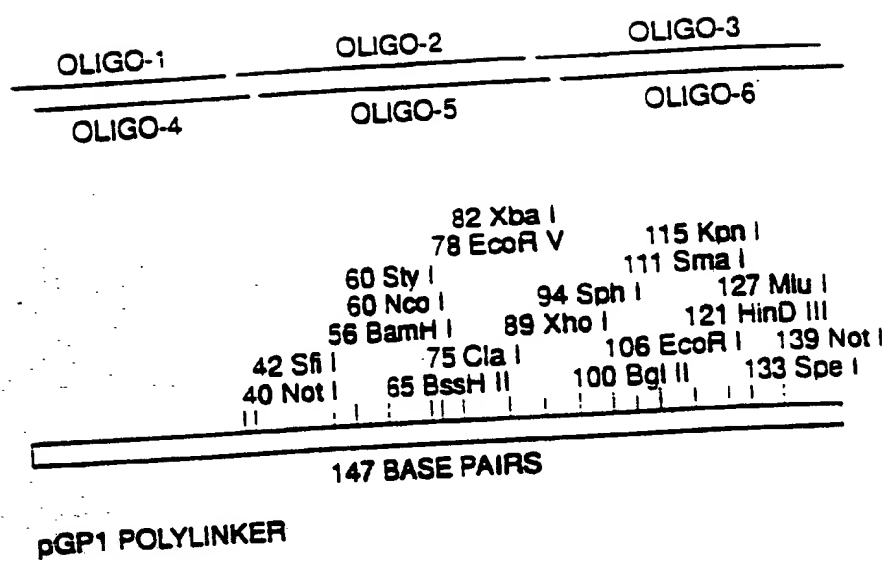 OLIGO-1 OLIGO-2 OLIGO-3
OLIGO-4 OLIGO-5 OLIGO-6
82 Xba I
78 EcoR V 115 Kpn I
60 Sty I 111 Sma I
60 Nco I 94 Sph I 127 Mlu I
56 BamH I 89 Xho I 121 HinD III
42 Sfi I 75 Cla I 106 EcoR I 139 Not I
40 Not I 65 BssH II 100 Bgl II 133 Spe I
147 BASE PAIRS
pGP1 POLYLINKER